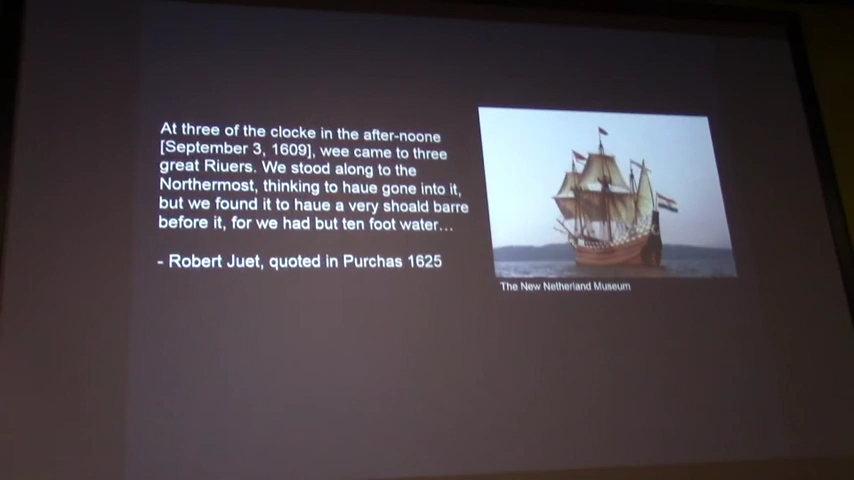 At three of the clocke in the after-noone
[September 3, 1609], wee came to three
great Riuers. We stood along to the
Northermost, thinking to haue gone into it,
but we found it to haue a very shoald barre
before it, for we had but ten foot water...
- Robert Juet, quoted in Purchas 1625
The New Netherland Museum